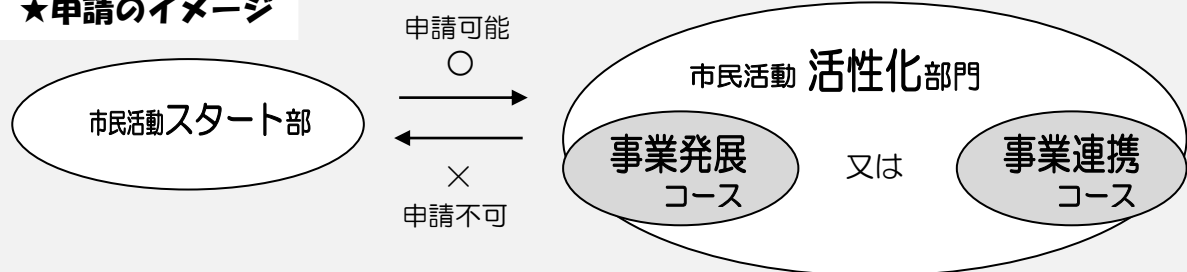 ★申請のイメージ
申請可能
○
市民活動スタート部
市民活動 活性化部門
事業発展
コース
又は
事業連携
コース
×
申請不可